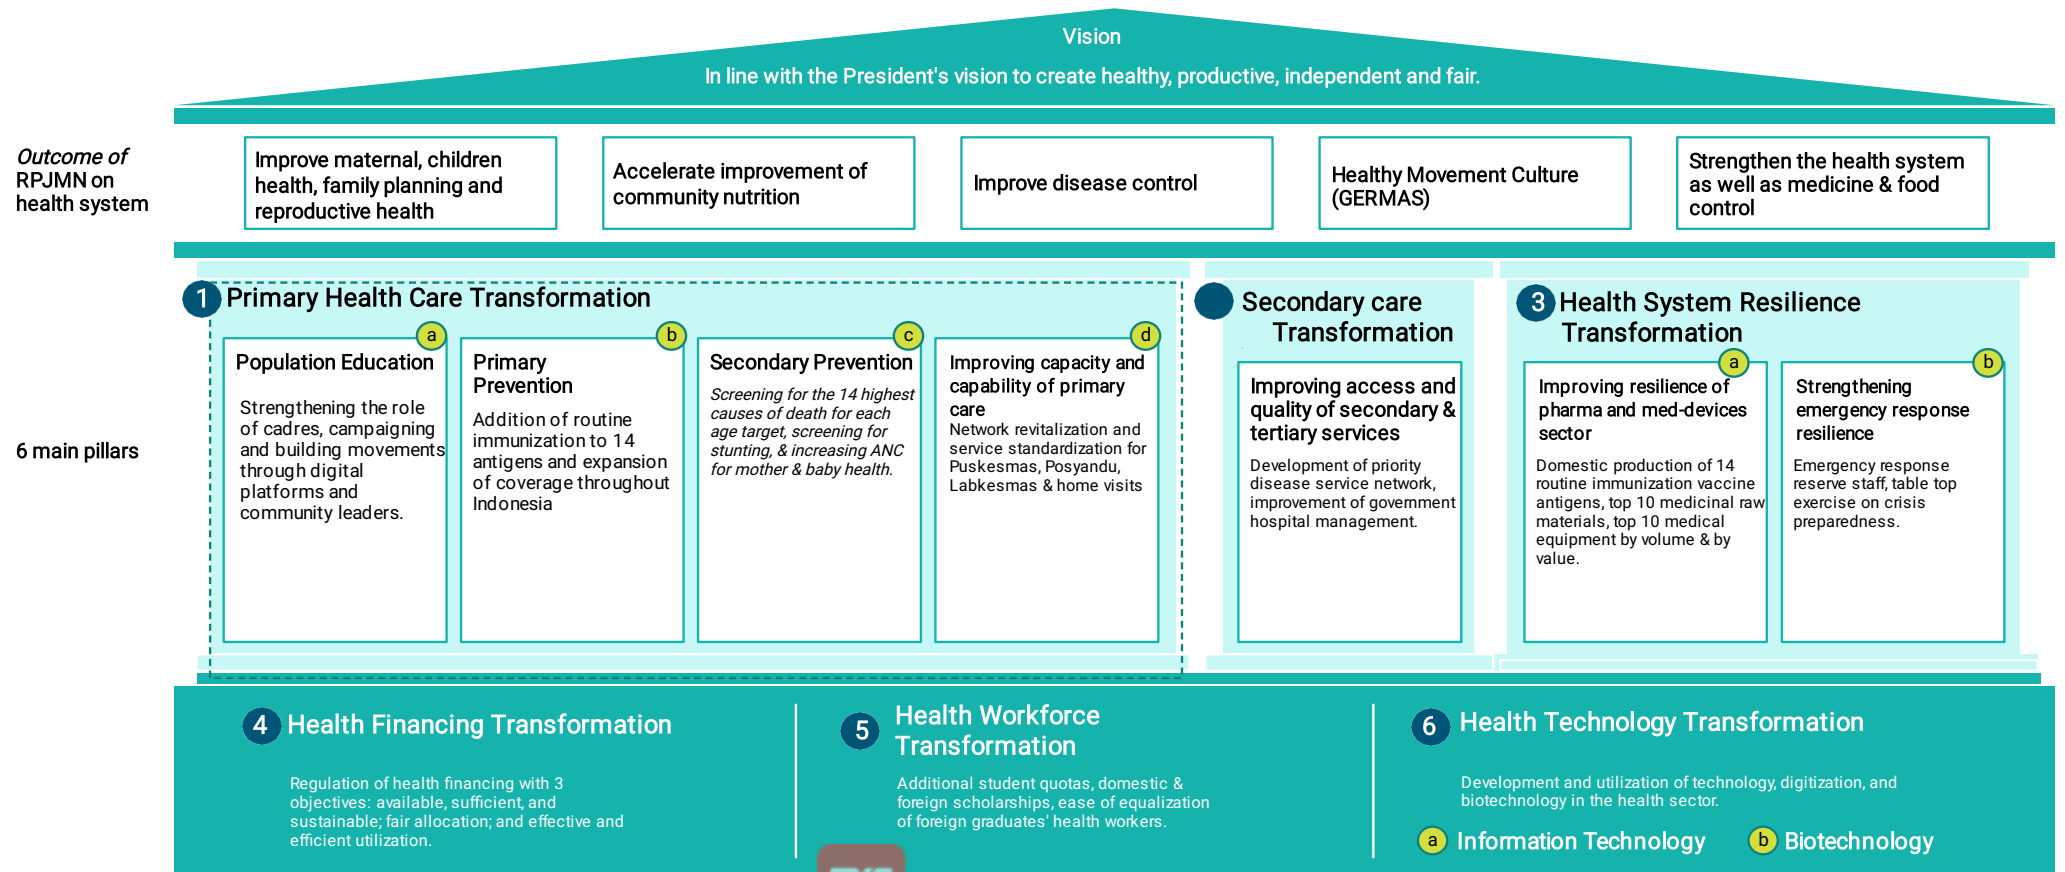 Vision
In line with the President's vision to create healthy, productive, independent and fair.
Outcome of
RPJMN on
health system
Improve maternal, children
health, family planning and
reproductive health
Accelerate improvement of
community nutrition
Improve disease control
Healthy Movement Culture
(GERMAS)
Strengthen the health system
as well as medicine & food
control
6 main pillars
1 Primary Health Care Transformation
a
Population Education
Strengthening the role
of cadres, campaigning
and building movements
through digital
platforms and
community leaders.
b
Primary
Prevention
Addition of routine
immunization to 14
antigens and expansion
of coverage throughout
Indonesia
c
Secondary Prevention
Screening for the 14 highest
causes of death for each
age target, screening for
stunting, & increasing ANC
for mother & baby health.
d
Improving capacity and
capability of primary
care
Network revitalization and
service standardization for
Puskesmas, Posyandu,
Labkesmas & home visits
Secondary care
Transformation
Improving access and
quality of secondary &
tertiary services
Development of priority
disease service network,
improvement of government
hospital management.
3 Health System Resilience
Transformation
a
Improving resilience of
pharma and med-devices
sector
Domestic production of 14
routine immunization vaccine
antigens, top 10 medicinal raw
materials, top 10 medical
equipment by volume & by
value.
b
Strengthening
emergency response
resilience
Emergency response
reserve staff, table top
exercise on crisis
preparedness.
4 Health Financing Transformation
Regulation of health financing with 3
objectives: available, sufficient, and
sustainable; fair allocation; and effective and
efficient utilization.
5 Health Workforce
Transformation
Additional student quotas, domestic &
foreign scholarships, ease of equalization
of foreign graduates' health workers.
6 Health Technology Transformation
Development and utilization of technology, digitization, and
biotechnology in the health sector.
a Information Technology
b Biotechnology